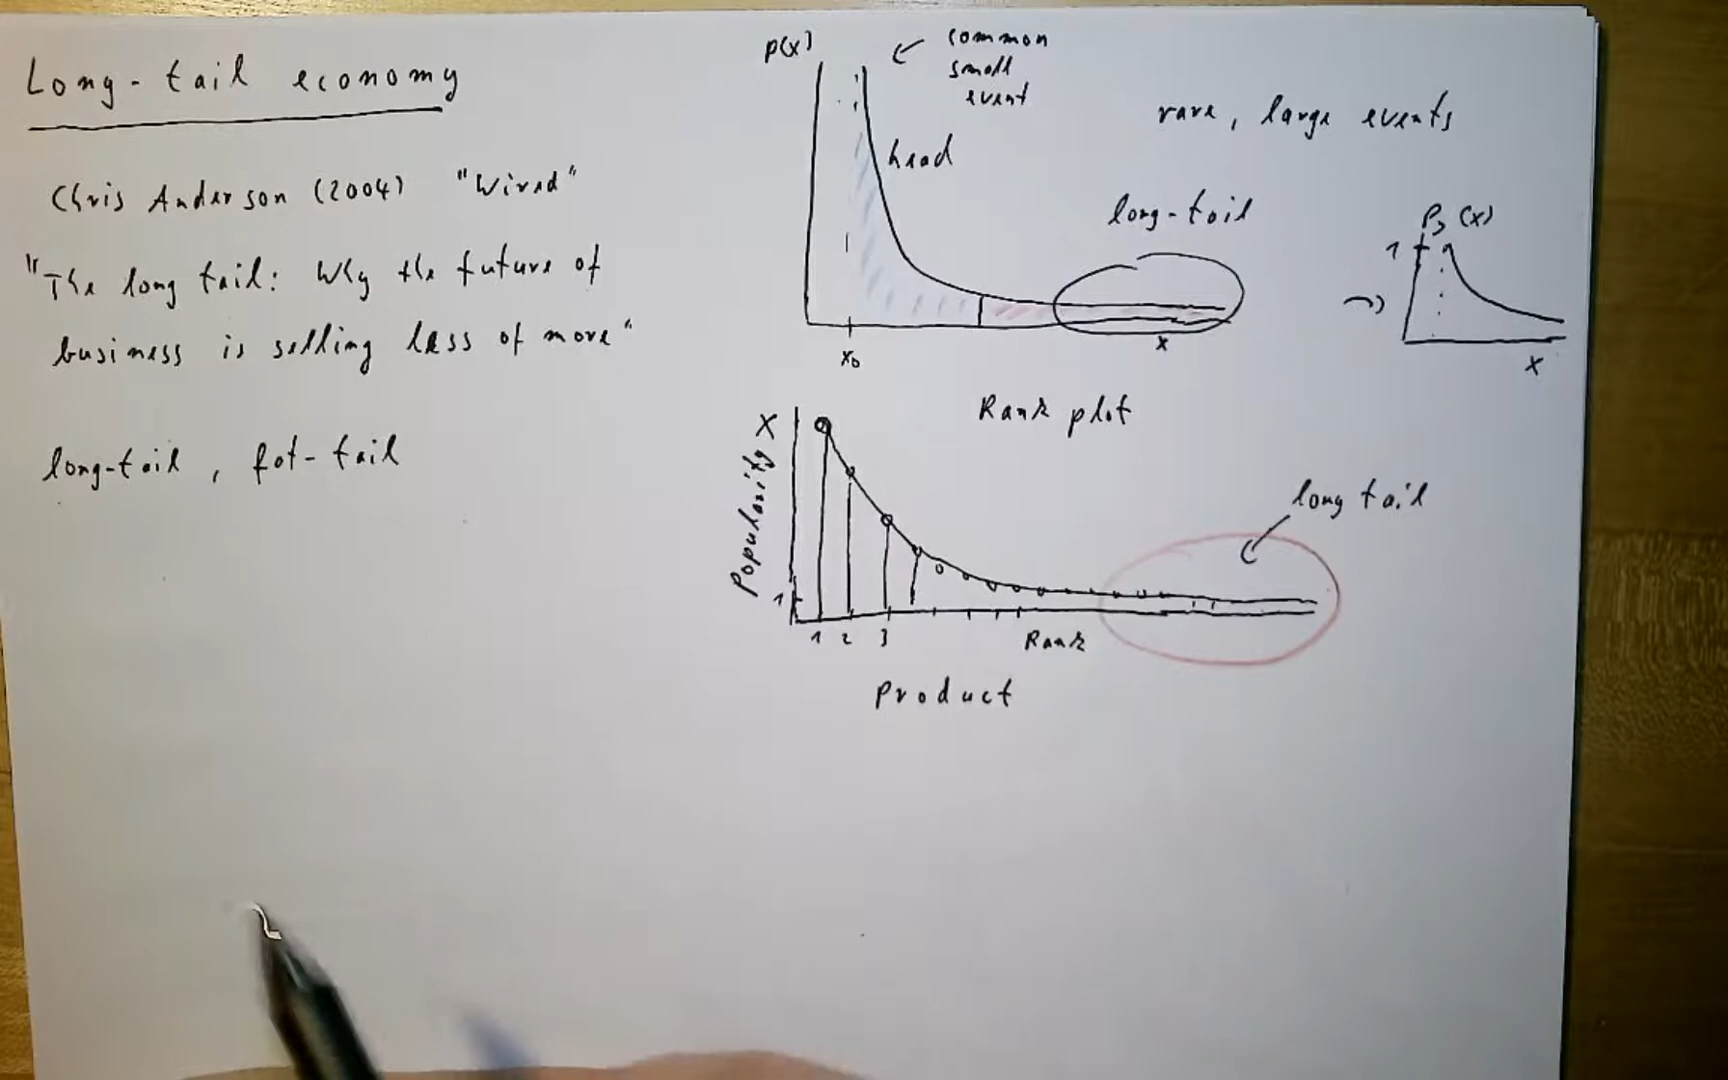 Long-tail economy
Chris Anderson (2004) "Wired"
"The long tail: Why the future of
business is selling less of more"
long-tail, fat-tail
p(x)
common
small
event
head
rare, large events
long-tail
x₀
x
P> (x)
1
x
Rank plot
Popularity X
1
1 2 3
Rank
long tail
Product